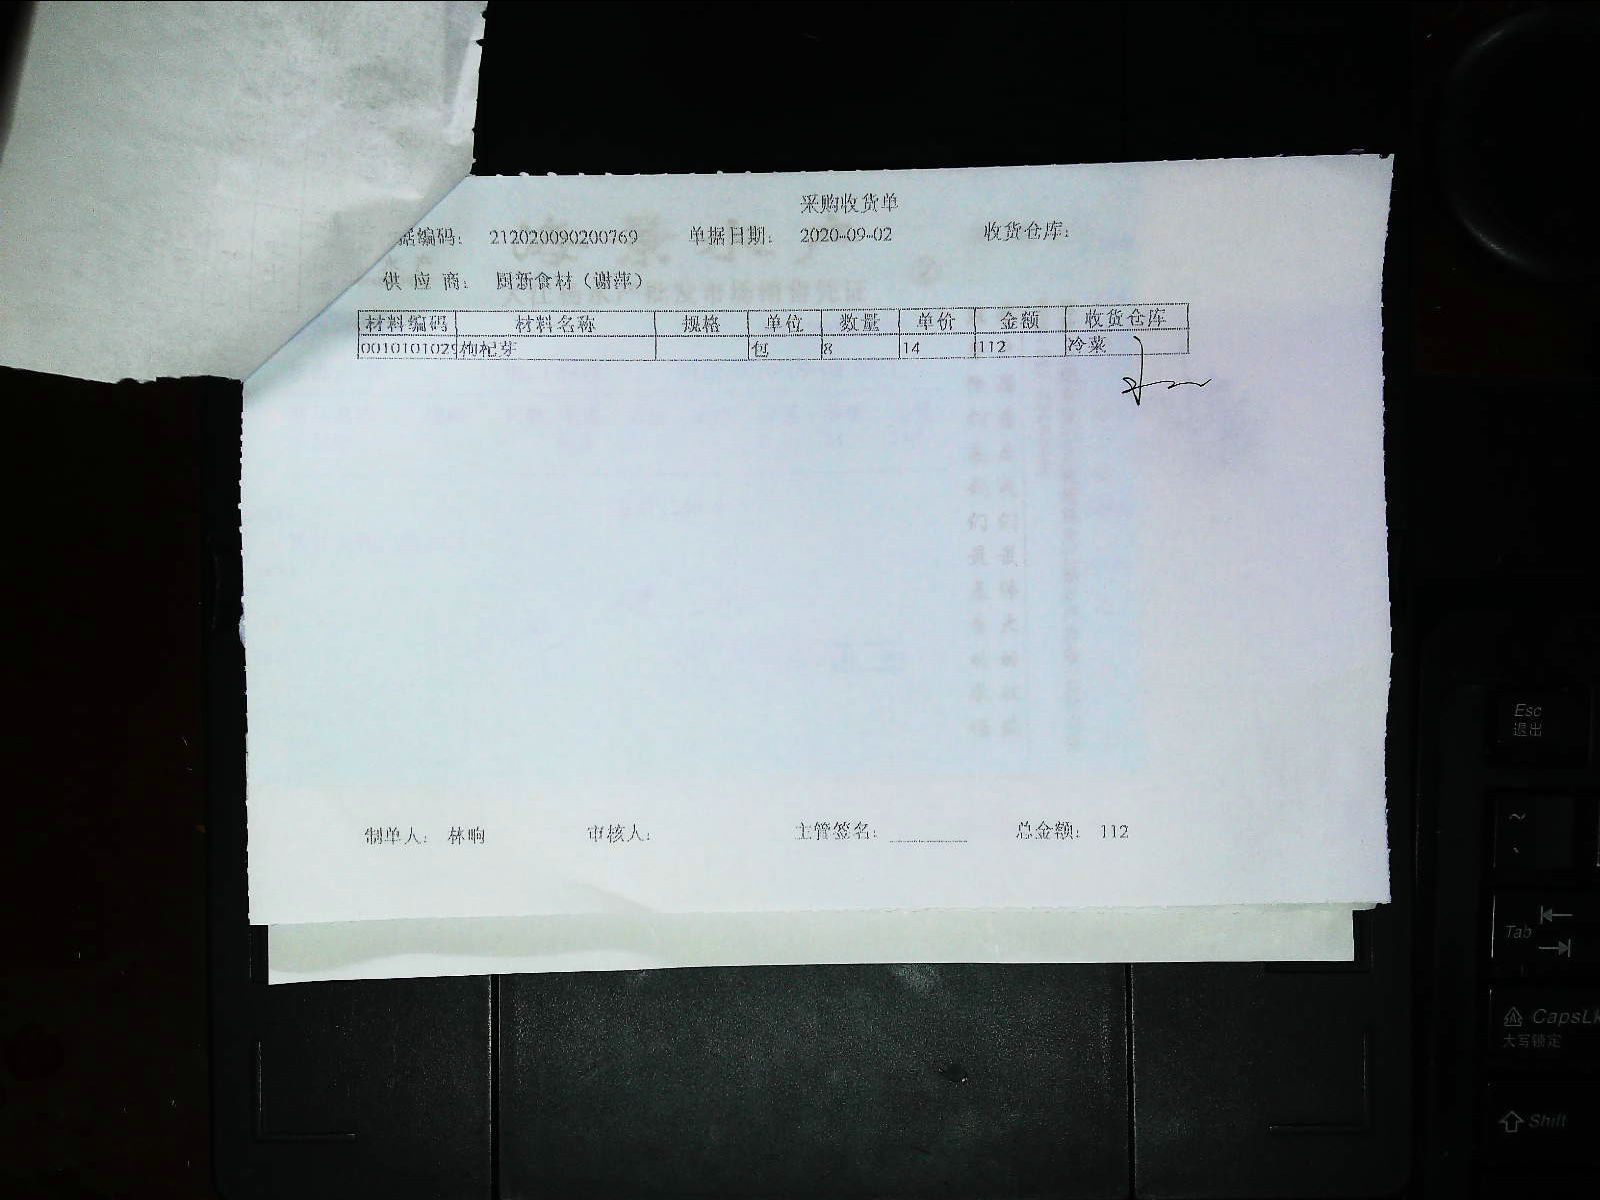 采购收货单
据编码: 212020090200769 单据日期: 2020-09-02 收货仓库:
供应商: 厨新食材（谢萍）
材料编码 材料名称 规格 单位 数量 单价 金额 收货仓库
0010101029 枸杞芽 包 8 14 112 冷菜
制单人: 林响 审核人: 主管签名: 总金额: 112
Esc
退出
~
Tab
CapsLk
大写锁定
Shift